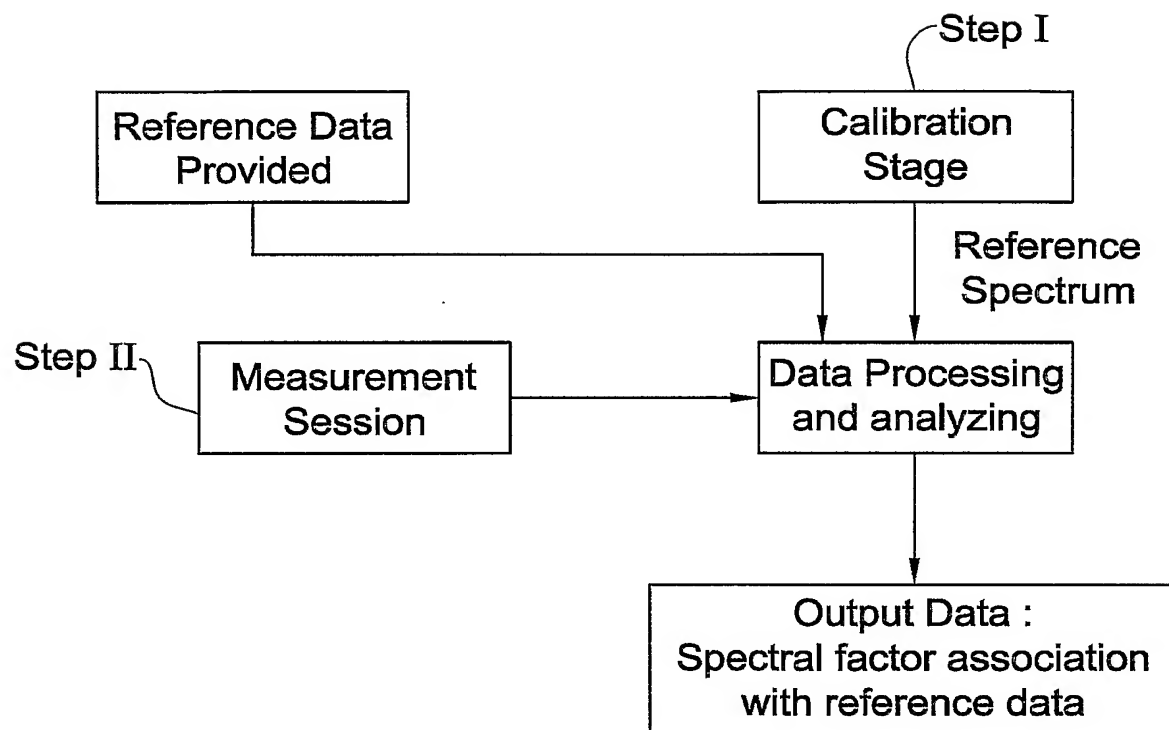 Step I
Reference Data
Provided
Calibration
Stage
Reference
Spectrum
Step II
Measurement
Session
Data Processing
and analyzing
Output Data :
Spectral factor association
with reference data